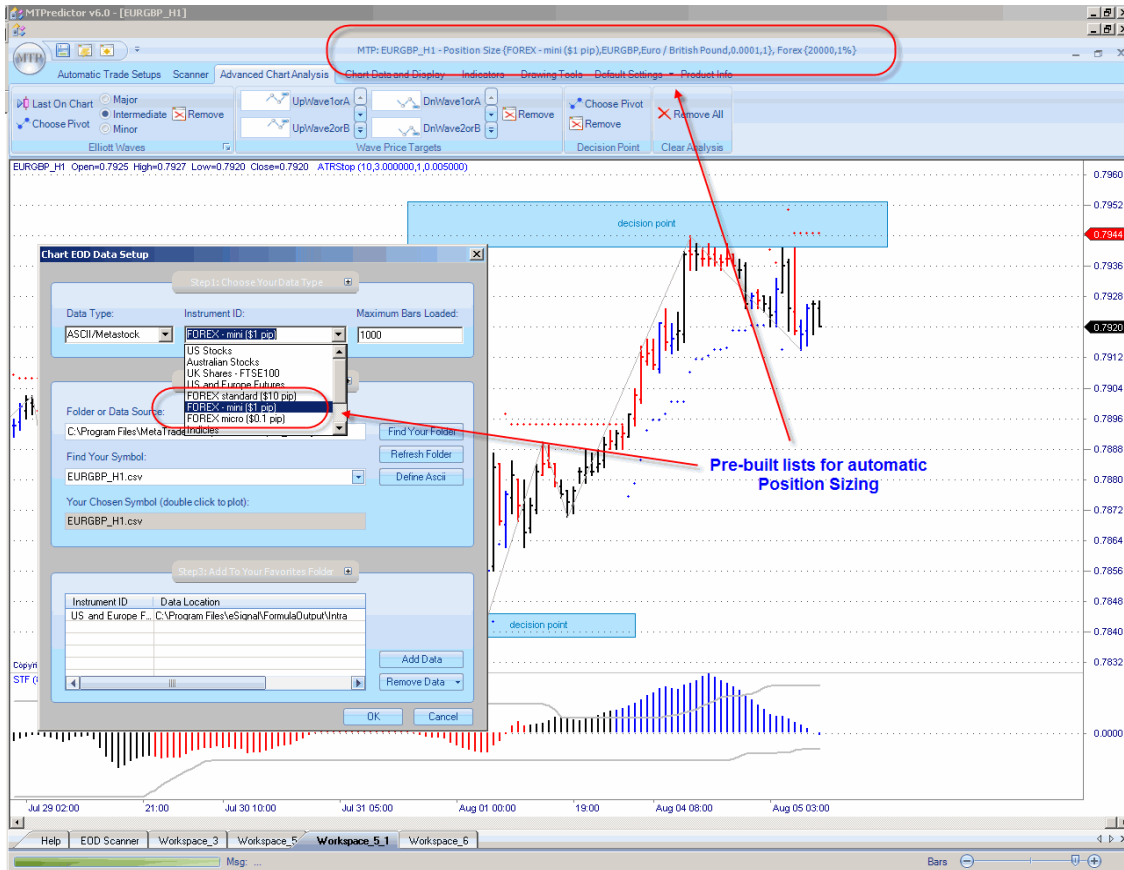 MTPredictor v6.0 - [EURGBP_H1]
MTP: EURGBP_H1 - Position Size {FOREX - mini ($1 pip),EURGBP,Euro / British Pound,0.0001,1}, Forex {20000,1%}
MTP
Automatic Trade Setups Scanner Advanced Chart Analysis Chart Data and Display Indicators Drawing Tools Default Settings Product Info
Last On Chart
Choose Pivot
Major
Intermediate
Minor
Remove
UpWave1orA
UpWave2orB
DnWave1orA
DnWave2orB
Remove
Choose Pivot
Remove
Remove All
Elliott Waves Wave Price Targets Decision Point Clear Analysis
EURGBP_H1 Open=0.7925 High=0.7927 Low=0.7920 Close=0.7920 ATRStop (10,3.000000,1,0.005000)
decision point
0.7960
0.7952
0.7944
0.7936
0.7928
0.7920
0.7912
0.7904
0.7896
0.7888
0.7880
0.7872
0.7864
0.7856
0.7848
0.7840
0.7832
0.0000
Chart EOD Data Setup
Step1: Choose Your Data Type
Data Type: Instrument ID: Maximum Bars Loaded:
ASCII/Metastock FOREX - mini ($1 pip) 1000
US Stocks
Australian Stocks
UK Shares - FTSE100
US and Europe Futures
FOREX standard ($10 pip)
FOREX - mini ($1 pip)
FOREX micro ($0.1 pip)
Indicies
Folder or Data Source:
C:\Program Files\MetaTrade
Find Your Folder
Find Your Symbol:
Refresh Folder
EURGBP_H1.csv
Define Ascii
Your Chosen Symbol (double click to plot):
EURGBP_H1.csv
Pre-built lists for automatic
Position Sizing
Step3: Add To Your Favorites Folder
Instrument ID Data Location
US and Europe F... C:\Program Files\eSignal\FormulaOutput\Intra
Add Data
Remove Data
OK Cancel
decision point
Copyri
STF (
Jul 29 02:00 21:00 Jul 30 10:00 Jul 31 05:00 Aug 01 00:00 19:00 Aug 04 08:00 Aug 05 03:00
Help EOD Scanner Workspace_3 Workspace_5 Workspace_5_1 Workspace_6
Msg: ...
Bars